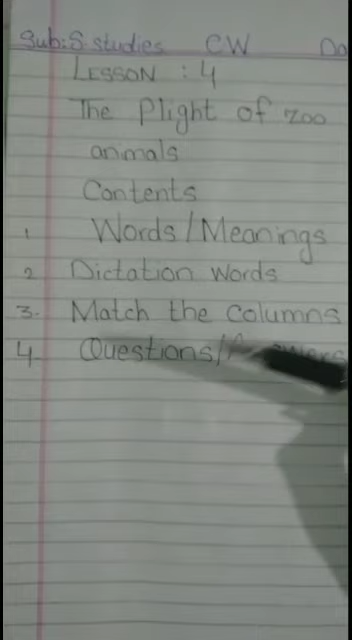 Sub: S. studies CW Da
LESSON : 4
The Plight of zoo
animals
Contents
1 Words/Meanings
2 Dictation words
3. Match the columns
4. Questions/